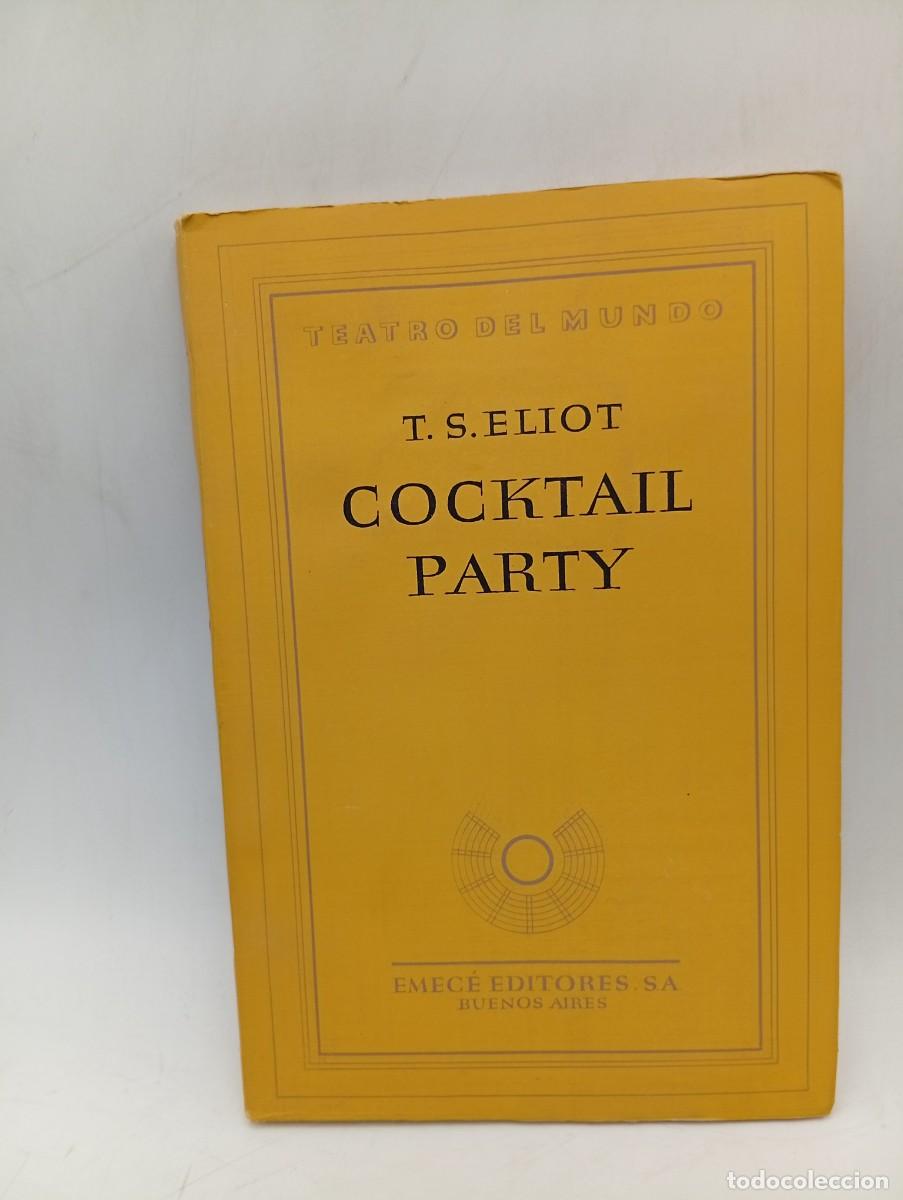 TEATRO DEL MUNDO
T. S. ELIOT
COCKTAIL
PARTY
EMECÉ EDITORES. S.A
BUENOS AIRES
todocoleccion